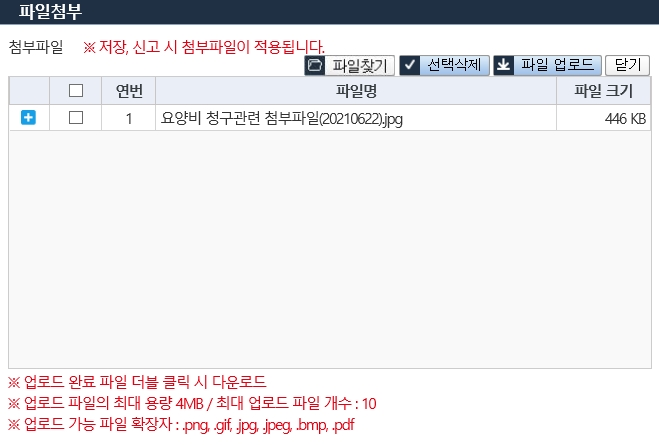 파일첨부
첨부파일 ※ 저장, 신고 시 첨부파일이 적용됩니다.
파일찾기 선택삭제 파일 업로드 닫기
연번 파일명 파일 크기
1 요양비 청구관련 첨부파일(20210622).jpg 446 KB
※ 업로드 완료 파일 더블 클릭 시 다운로드
※ 업로드 파일의 최대 용량 4MB / 최대 업로드 파일 개수 : 10
※ 업로드 가능 파일 확장자 : .png, .gif, .jpg, .jpeg, .bmp, .pdf